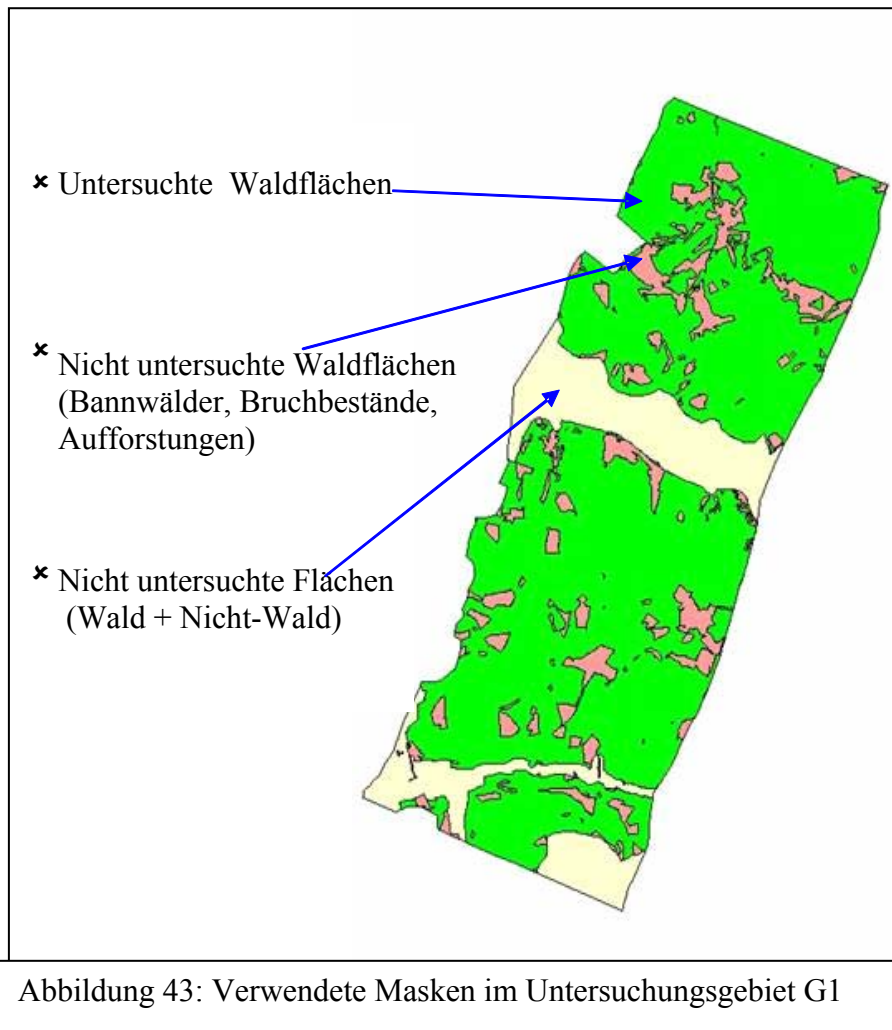 × Untersuchte Waldflächen
× Nicht untersuchte Waldflächen
(Bannwälder, Bruchbestände,
Aufforstungen)
× Nicht untersuchte Flächen
(Wald + Nicht-Wald)
Abbildung 43: Verwendete Masken im Untersuchungsgebiet G1